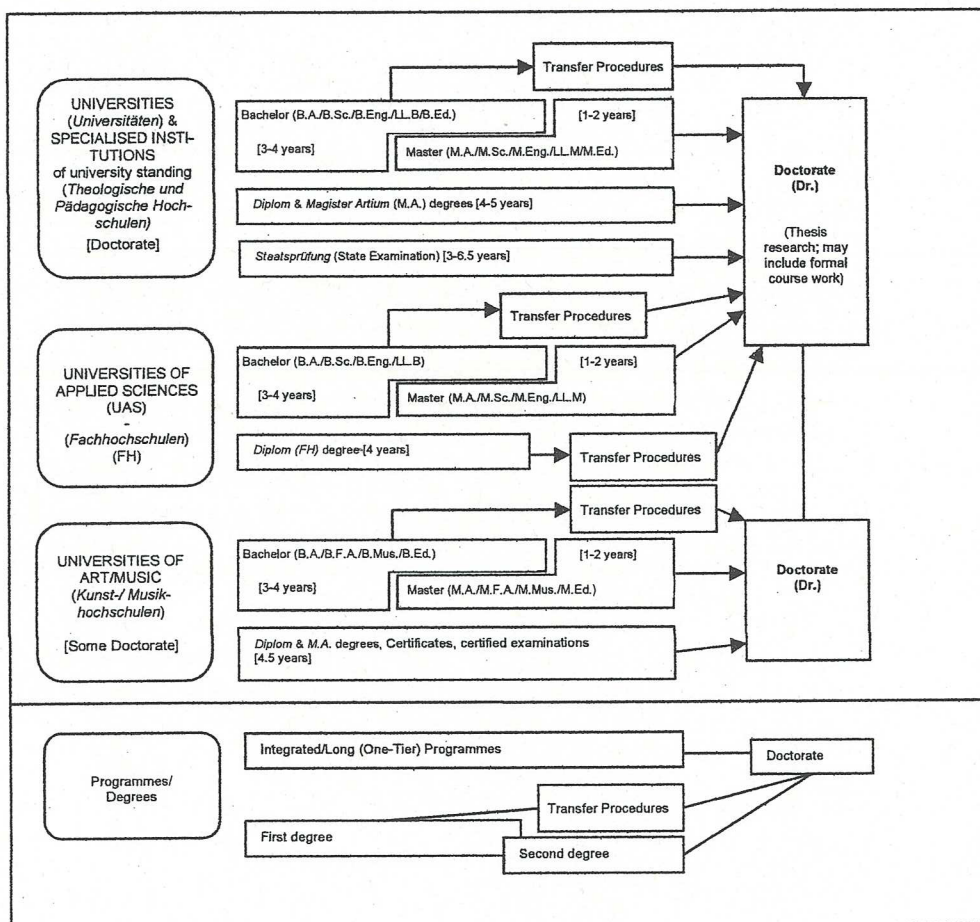 Transfer Procedures
UNIVERSITIES
(Universitäten) &
SPECIALISED INSTI-
TUTIONS
of university standing
(Theologische und
Pädagogische Hoch-
schulen)
[Doctorate]
Bachelor (B.A./B.Sc./B.Eng./LL.B/B.Ed.)
[3-4 years]
[1-2 years]
Master (M.A./M.Sc./M.Eng./LL.M/M.Ed.)
Diplom & Magister Artium (M.A.) degrees [4-5 years]
Staatsprüfung (State Examination) [3-6.5 years]
Doctorate
(Dr.)
(Thesis
research; may
include formal
course work)
Transfer Procedures
UNIVERSITIES OF
APPLIED SCIENCES
(UAS)
-
(Fachhochschulen)
(FH)
Bachelor (B.A./B.Sc./B.Eng./LL.B)
[3-4 years]
[1-2 years]
Master (M.A./M.Sc./M.Eng./LL.M)
Diplom (FH) degree-[4 years]
Transfer Procedures
Transfer Procedures
UNIVERSITIES OF
ART/MUSIC
(Kunst-/ Musik-
hochschulen)
[Some Doctorate]
Bachelor (B.A./B.F.A./B.Mus./B.Ed.)
[3-4 years]
[1-2 years]
Master (M.A./M.F.A./M.Mus./M.Ed.)
Diplom & M.A. degrees, Certificates, certified examinations
[4.5 years]
Doctorate
(Dr.)
Programmes/
Degrees
Integrated/Long (One-Tier) Programmes
Doctorate
Transfer Procedures
First degree
Second degree